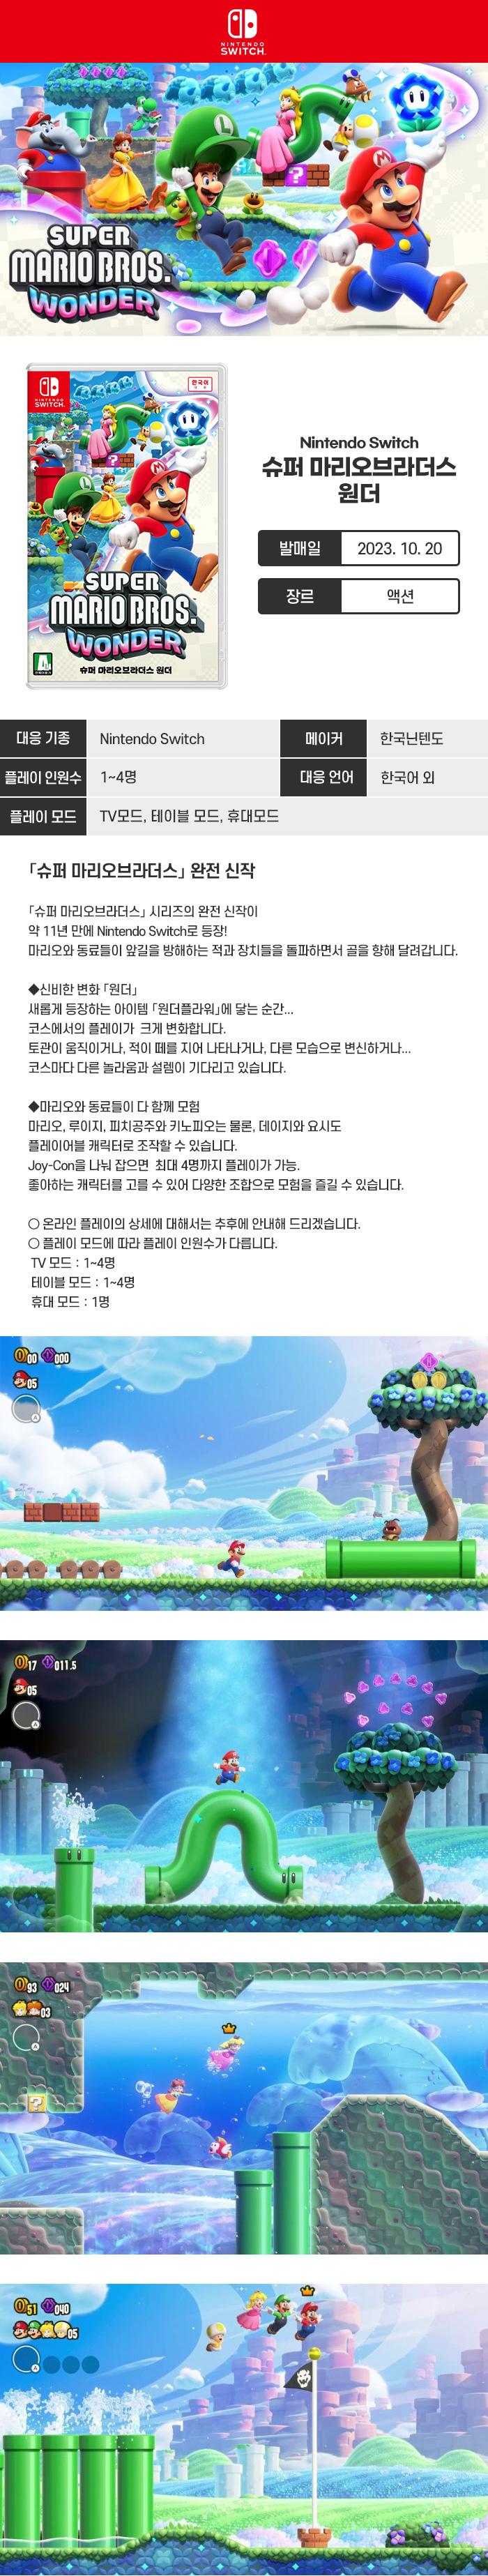 NINTENDO
SWITCH
L
M
?
SUPER
MARIO BROS.
WONDER
NINTENDO
SWITCH
한국어
?
L
M
SUPER
MARIO BROS.
WONDER
슈퍼 마리오브라더스 원더
Nintendo Switch
슈퍼 마리오브라더스
원더
발매일 2023. 10. 20
장르 액션
대응 기종 Nintendo Switch 메이커 한국닌텐도
플레이 인원수 1~4명 대응 언어 한국어 외
플레이 모드 TV모드, 테이블 모드, 휴대모드
「슈퍼 마리오브라더스」 완전 신작
「슈퍼 마리오브라더스」 시리즈의 완전 신작이
약 11년 만에 Nintendo Switch로 등장!
마리오와 동료들이 앞길을 방해하는 적과 장치들을 돌파하면서 골을 향해 달려갑니다.
◆신비한 변화 「원더」
새롭게 등장하는 아이템 「원더플라워」에 닿는 순간...
코스에서의 플레이가 크게 변화합니다.
토관이 움직이거나, 적이 떼를 지어 나타나거나, 다른 모습으로 변신하거나...
코스마다 다른 놀라움과 설렘이 기다리고 있습니다.
◆마리오와 동료들이 다 함께 모험
마리오, 루이지, 피치공주와 키노피오는 물론, 데이지와 요시도
플레이어블 캐릭터로 조작할 수 있습니다.
Joy-Con을 나눠 잡으면 최대 4명까지 플레이가 가능.
좋아하는 캐릭터를 고를 수 있어 다양한 조합으로 모험을 즐길 수 있습니다.
○ 온라인 플레이의 상세에 대해서는 추후에 안내해 드리겠습니다.
○ 플레이 모드에 따라 플레이 인원수가 다릅니다.
TV 모드 : 1~4명
테이블 모드 : 1~4명
휴대 모드 : 1명
00 000
05
A
17 011.5
05
A
93 024
03
A
?
51 040
05
A